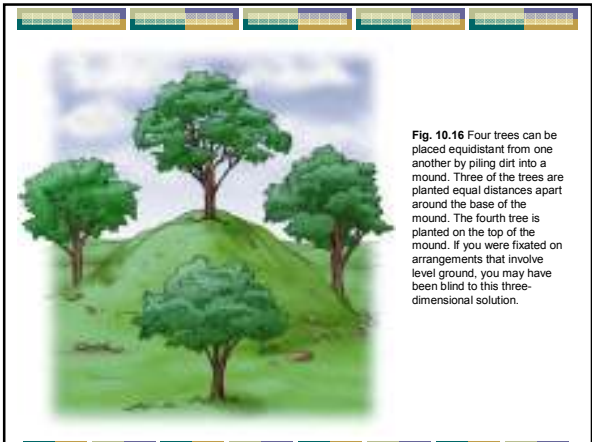 Fig. 10.16 Four trees can be
placed equidistant from one
another by piling dirt into a
mound. Three of the trees are
planted equal distances apart
around the base of the
mound. The fourth tree is
planted on the top of the
mound. If you were fixated on
arrangements that involve
level ground, you may have
been blind to this three-
dimensional solution.